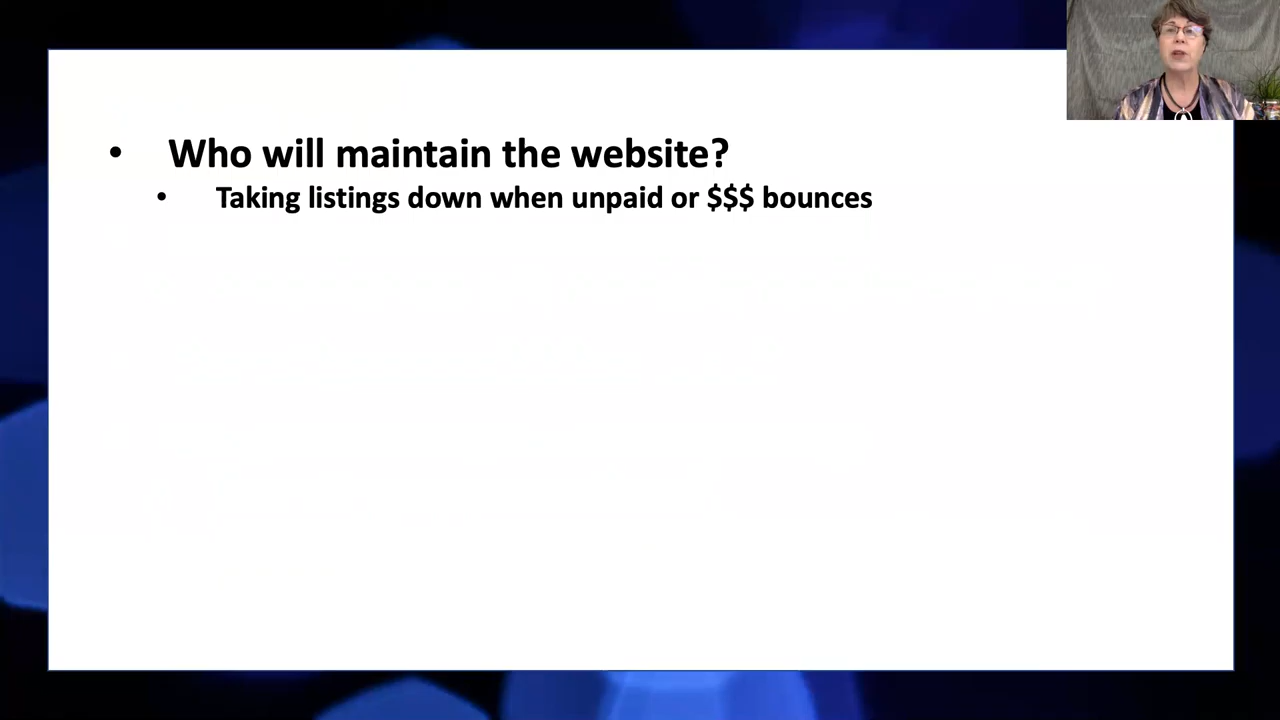 • Who will maintain the website?
• Taking listings down when unpaid or $$$ bounces